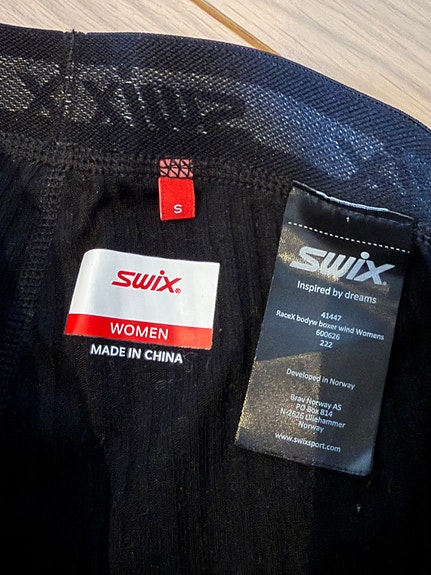 S
SWIX
WOMEN
MADE IN CHINA
1
SWIX
Inspired by dreams
41447
RaceX bodyw boxer wind Womens
600626
222
Developed in Norway
Brav Norway AS
PO Box 814
N-2626 Lillehammer
Norway
www.swixsport.com